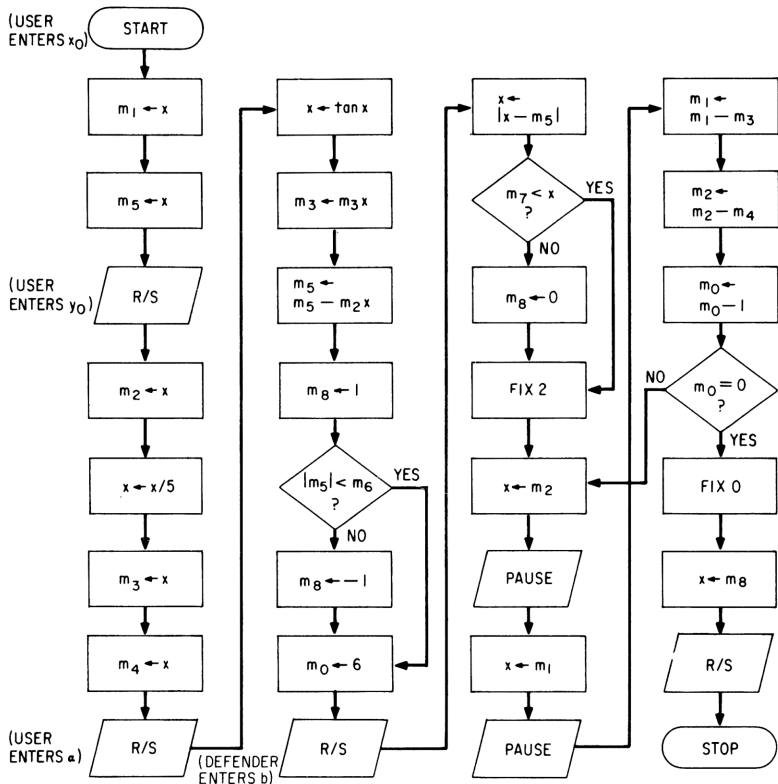 (USER
ENTERS x₀)
START
m₁ ← x
m₅ ← x
(USER
ENTERS y₀)
R/S
m₂ ← x
x ← x/5
m₃ ← x
m₄ ← x
(USER
ENTERS a)
R/S
x ← tan x
m₃ ← m₃x
m₅ ←
m₅ − m₂x
m₈ ← 1
|m₅| < m₆
?
YES
NO
m₈ ← −1
m₀ ← 6
(DEFENDER
ENTERS b)
R/S
x ←
|x − m₅|
m₇ < x
?
YES
NO
m₈ ← 0
FIX 2
x ← m₂
PAUSE
x ← m₁
PAUSE
m₁ ←
m₁ − m₃
m₂ ←
m₂ − m₄
m₀ ←
m₀ − 1
NO
m₀ = 0
?
YES
FIX 0
x ← m₈
R/S
STOP